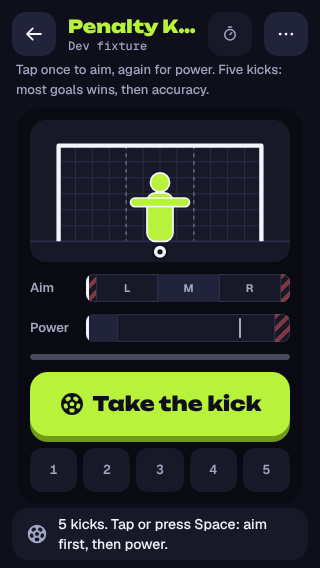 Penalty K...
Dev fixture
Tap once to aim, again for power. Five kicks:
most goals wins, then accuracy.
Aim L M R
Power
Take the kick
1 2 3 4 5
5 kicks. Tap or press Space: aim
first, then power.